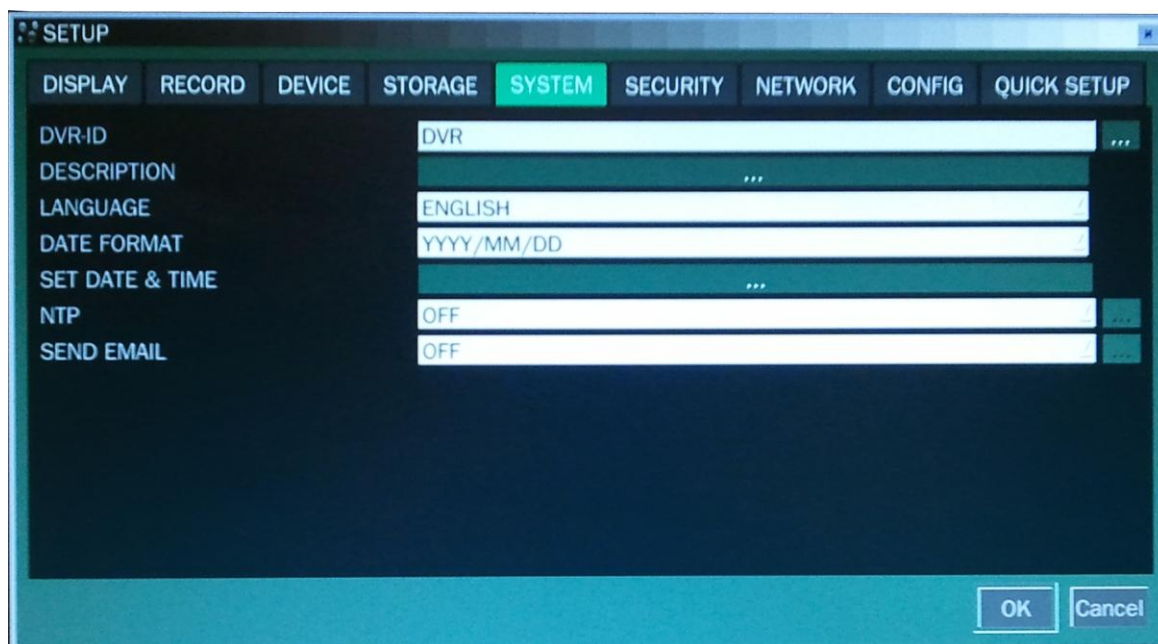 SETUP
DISPLAY RECORD DEVICE STORAGE SYSTEM SECURITY NETWORK CONFIG QUICK SETUP
DVR-ID DVR ...
DESCRIPTION ...
LANGUAGE ENGLISH
DATE FORMAT YYYY/MM/DD
SET DATE & TIME ...
NTP OFF ...
SEND EMAIL OFF ...
OK Cancel